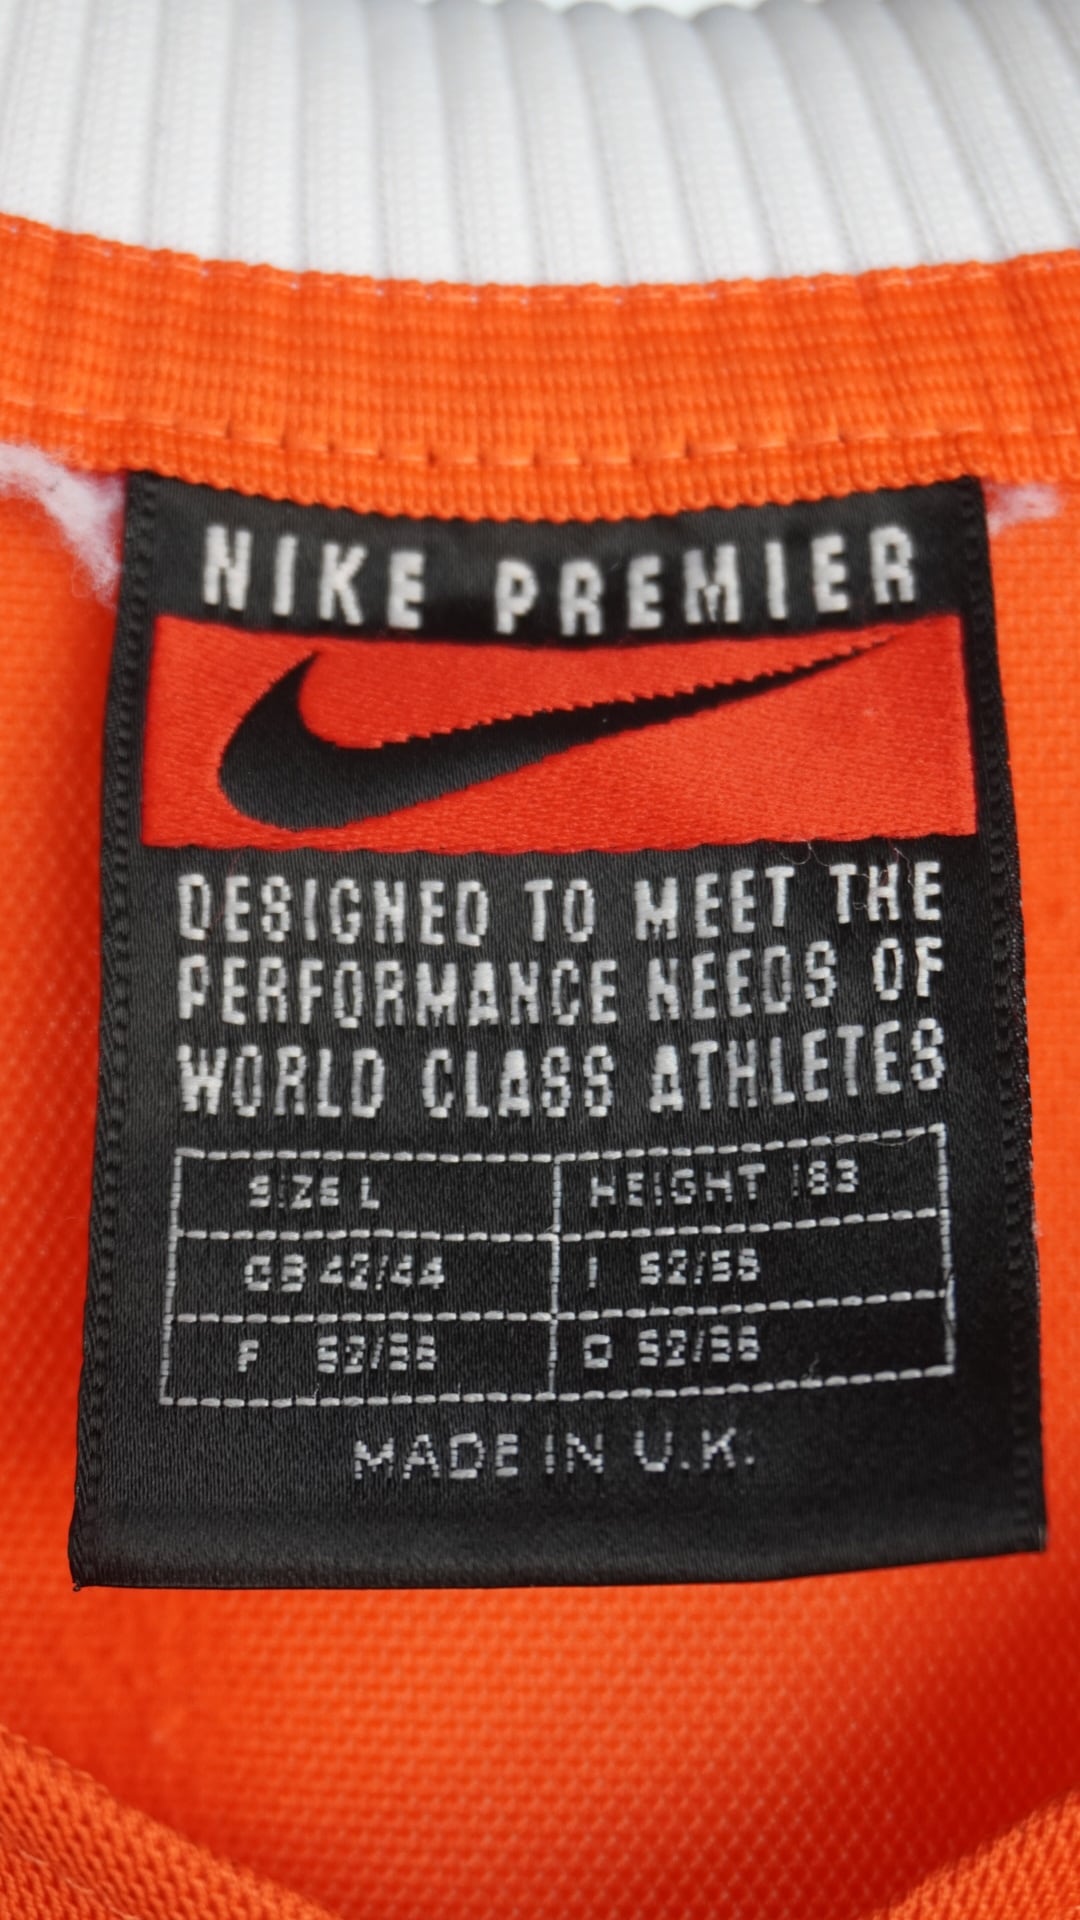 NIKE PREMIER
DESIGNED TO MEET THE
PERFORMANCE NEEDS OF
WORLD CLASS ATHLETES
SIZE L HEIGHT 183
GB 42/44 I 52/56
F 52/56 D 52/56
MADE IN U.K.